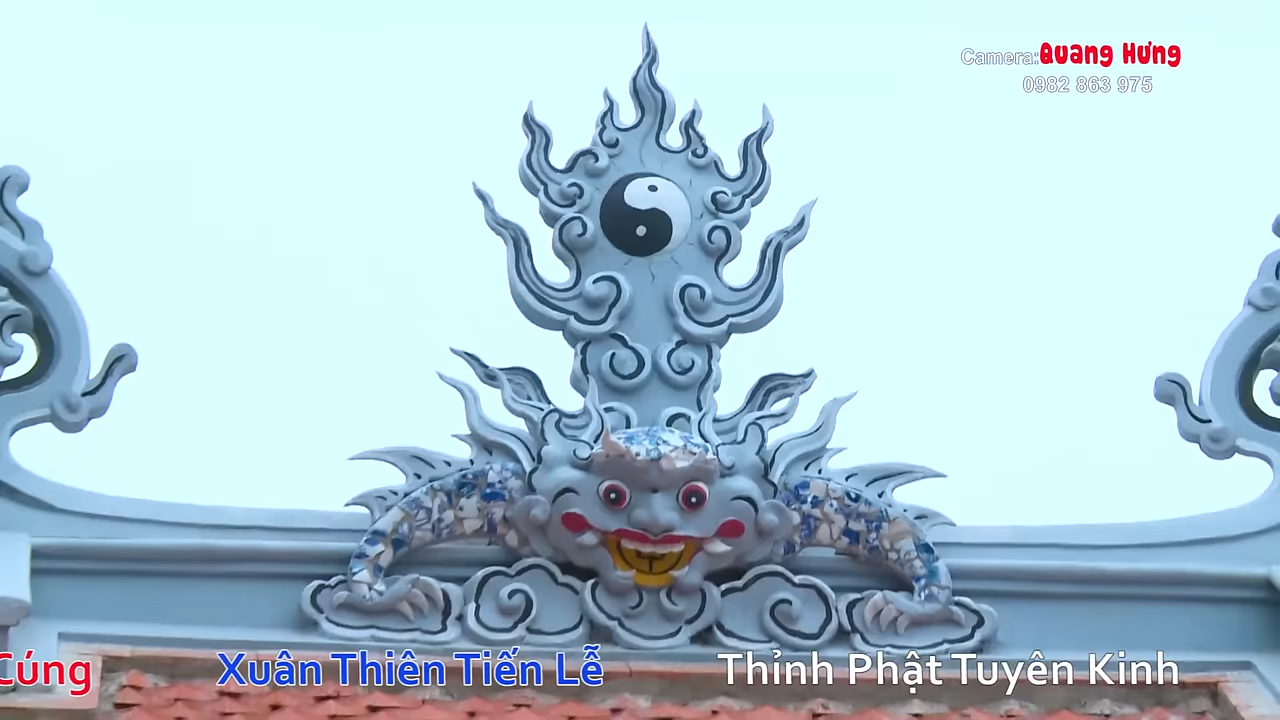 Camera:Quang Hưng
0982 863 975
Cúng Xuân Thiên Tiến Lễ Thỉnh Phật Tuyên Kinh